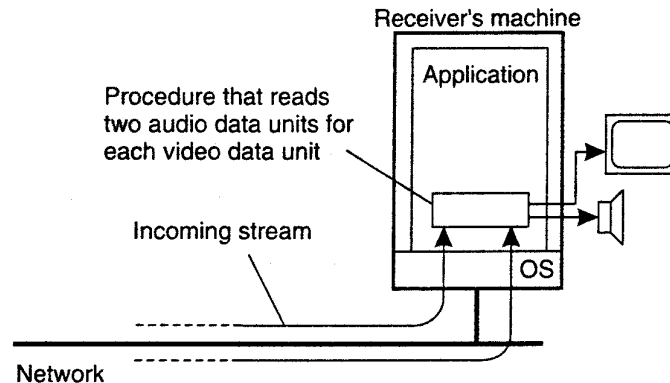 Receiver's machine
Application
Procedure that reads
two audio data units for
each video data unit
Incoming stream
OS
Network